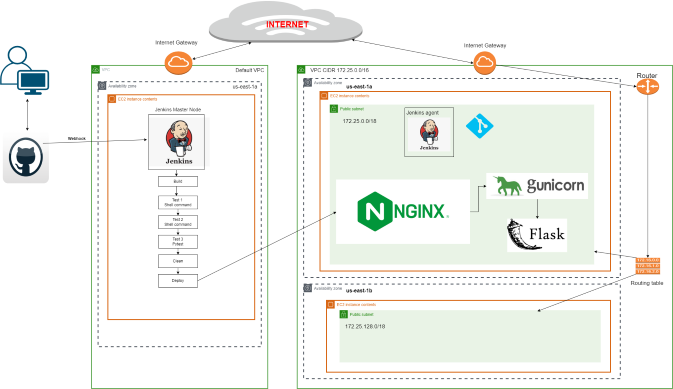 INTERNET
Internet Gateway
Internet Gateway
VPC
Default VPC
VPC CIDR 172.25.0.0/16
Router
Availability zone
us-east-1a
EC2 instance contents
Jenkins Master Node
Jenkins
Webhook
Build
Test 1
Shell command
Test 2
Shell command
Test 3
Pytest
Clean
Deploy
Availability zone
us-east-1a
EC2 instance contents
Public subnet
172.25.0.0/18
Jenkins agent
Jenkins
NGINX
gunicorn
Flask
Routing table
Availability zone
us-east-1b
EC2 instance contents
Public subnet
172.25.128.0/18